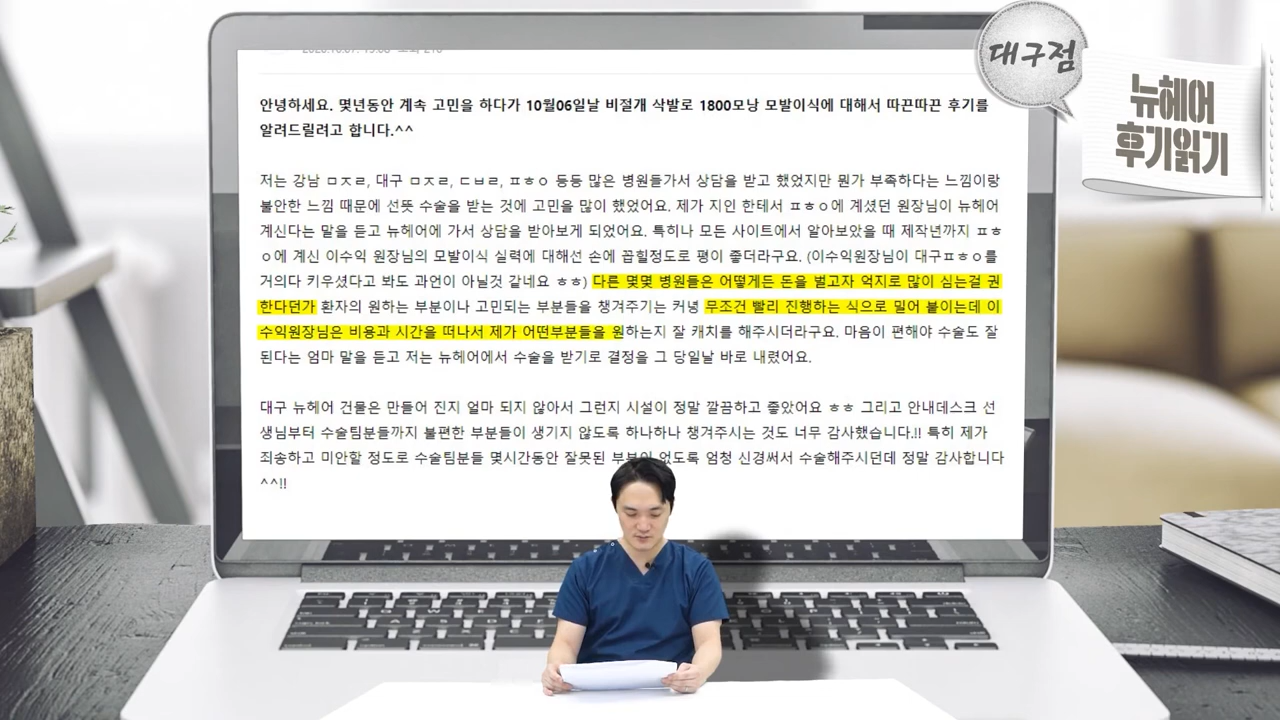 대구점
뉴헤어
후기읽기
안녕하세요. 몇년동안 계속 고민을 하다가 10월06일날 비절개 삭발로 1800모낭 모발이식에 대해서 따끈따끈 후기를
알려드릴려고 합니다.^^
저는 강남 ㅁㅈㄹ, 대구 ㅁㅈㄹ, ㄷㅂㄹ, ㅍㅎㅇ 등등 많은 병원들가서 상담을 받고 했었지만 뭔가 부족하다는 느낌이랑
불안한 느낌 때문에 선뜻 수술을 받는 것에 고민을 많이 했었어요. 제가 지인 한테서 ㅍㅎㅇ에 계셨던 원장님이 뉴헤어에
계신다는 말을 듣고 뉴헤어에 가서 상담을 받아보게 되었어요. 특히나 모든 사이트에서 알아보았을 때 제작년까지 ㅍㅎ
ㅇ에 계신 이수익 원장님의 모발이식 실력에 대해선 손에 꼽힐정도로 평이 좋더라구요. (이수익원장님이 대구ㅍㅎㅇ를
거의다 키우셨다고 봐도 과언이 아닐것 같네요 ㅎㅎ) 다른 몇몇 병원들은 어떻게든 돈을 벌고자 억지로 많이 심는걸 권
한다던가 환자의 원하는 부분이나 고민되는 부분들을 챙겨주기는 커녕 무조건 빨리 진행하는 식으로 밀어 붙이는데 이
수익원장님은 비용과 시간을 떠나서 제가 어떤부분들을 원하는지 잘 캐치를 해주시더라구요. 마음이 편해야 수술도 잘
된다는 엄마 말을 듣고 저는 뉴헤어에서 수술을 받기로 결정을 그 당일날 바로 내렸어요.
대구 뉴헤어 건물은 만들어 진지 얼마 되지 않아서 그런지 시설이 정말 깔끔하고 좋았어요 ㅎㅎ 그리고 안내데스크 선
생님부터 수술팀분들까지 불편한 부분들이 생기지 않도록 하나하나 챙겨주시는 것도 너무 감사했습니다.!! 특히 제가
죄송하고 미안할 정도로 수술팀분들 몇시간동안 잘못된 없도록 엄청 신경써서 수술해주시던데 정말 감사합니다
^^!!